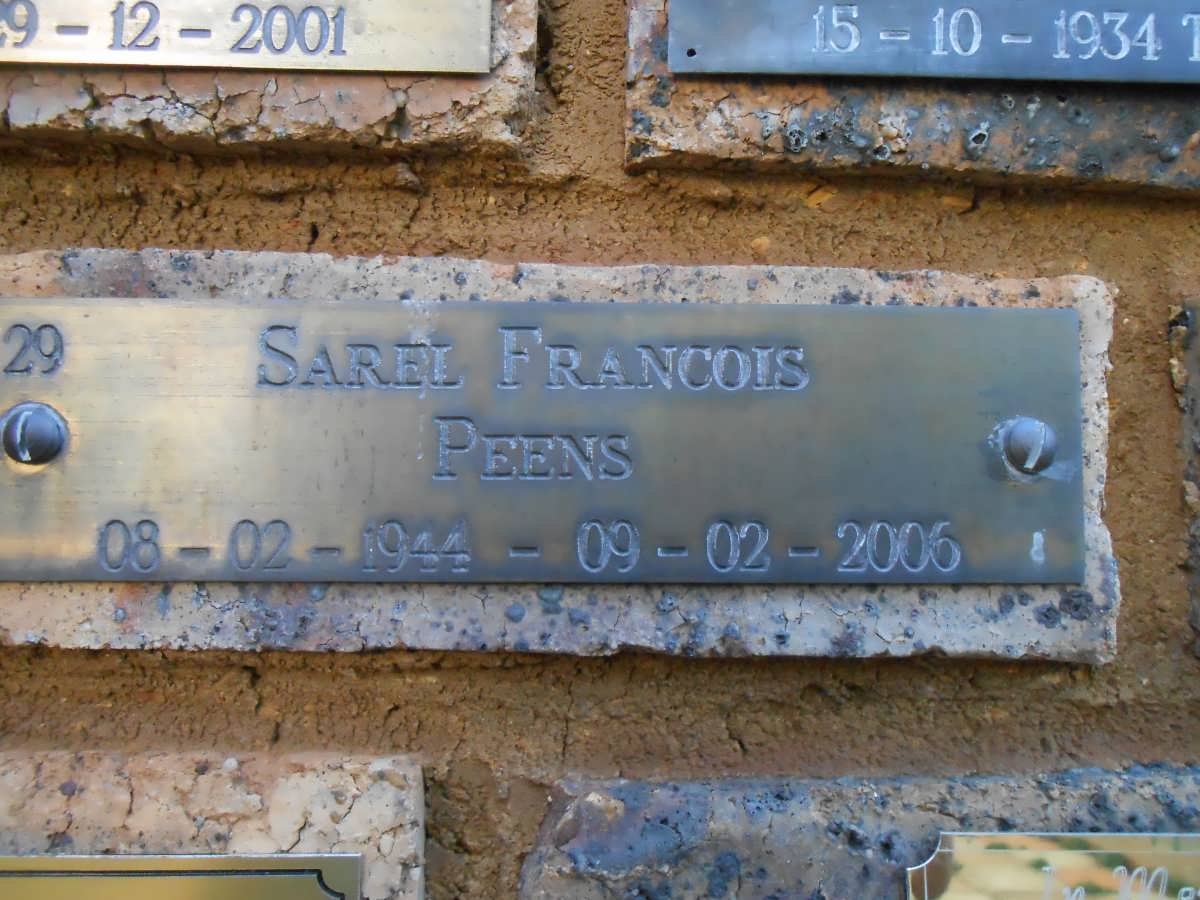 29 - 12 - 2001
15 - 10 - 1934 T
29
SAREL FRANCOIS
PEENS
08 - 02 - 1944 - 09 - 02 - 2006